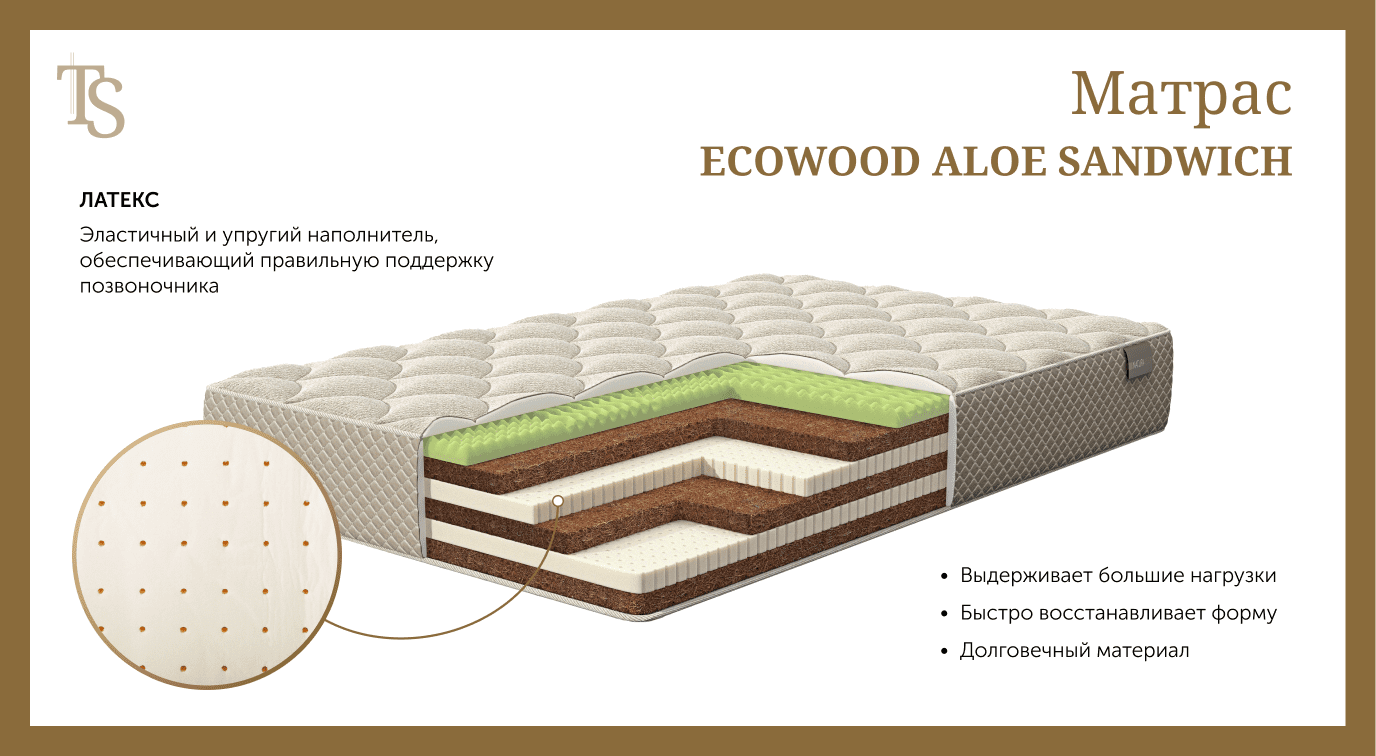 TS
Матрас
ECOWOOD ALOE SANDWICH
ЛАТЕКС
Эластичный и упругий наполнитель,
обеспечивающий правильную поддержку
позвоночника
• Выдерживает большие нагрузки
• Быстро восстанавливает форму
• Долговечный материал